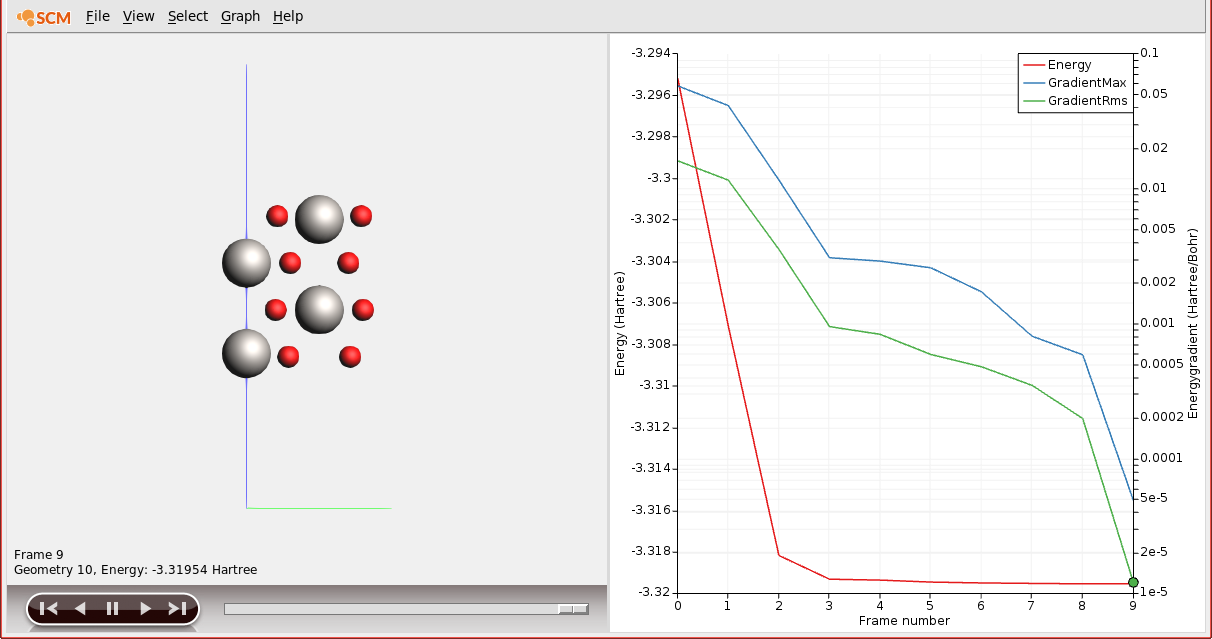 SCM File View Select Graph Help
Frame 9
Geometry 10, Energy: -3.31954 Hartree
-3.294
-3.296
-3.298
-3.3
-3.302
-3.304
-3.306
-3.308
-3.31
-3.312
-3.314
-3.316
-3.318
-3.32
Energy (Hartree)
Energy
GradientMax
GradientRms
0.1
0.05
0.02
0.01
0.005
0.002
0.001
0.0005
0.0002
0.0001
5e-5
2e-5
1e-5
Energygradient (Hartree/Bohr)
0 1 2 3 4 5 6 7 8 9
Frame number